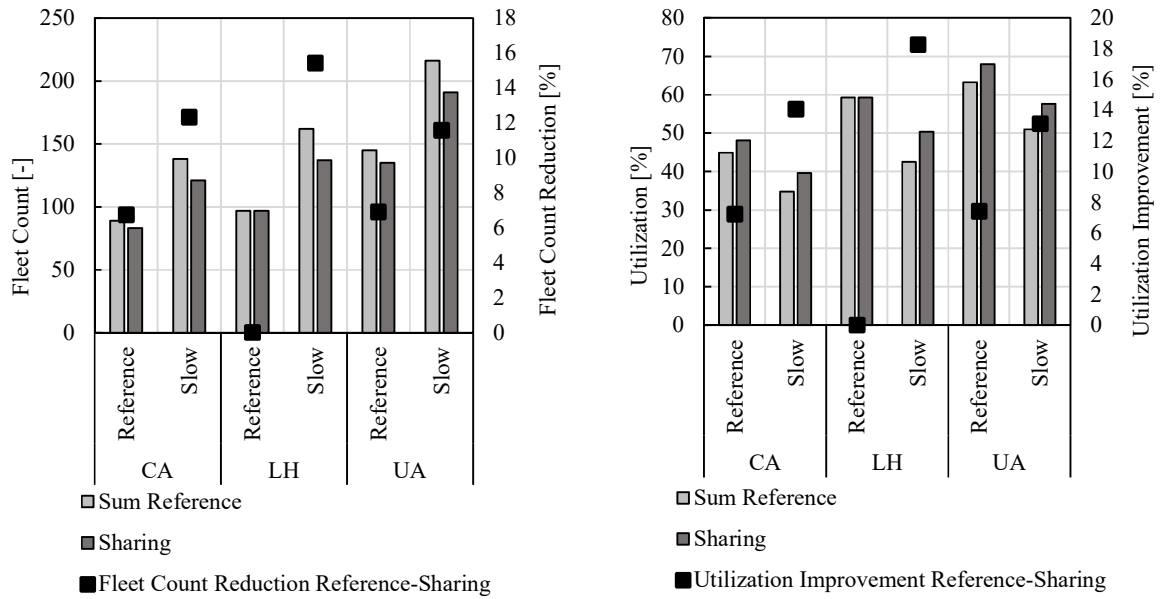 Fleet Count [-]
250
200
150
100
50
0
18
16
14
12
10
8
6
4
2
0
Fleet Count Reduction [%]
Reference
Slow
Reference
Slow
Reference
Slow
CA
LH
UA
Sum Reference
Sharing
Fleet Count Reduction Reference-Sharing
Utilization [%]
80
70
60
50
40
30
20
10
0
20
18
16
14
12
10
8
6
4
2
0
Utilization Improvement [%]
Reference
Slow
Reference
Slow
Reference
Slow
CA
LH
UA
Sum Reference
Sharing
Utilization Improvement Reference-Sharing